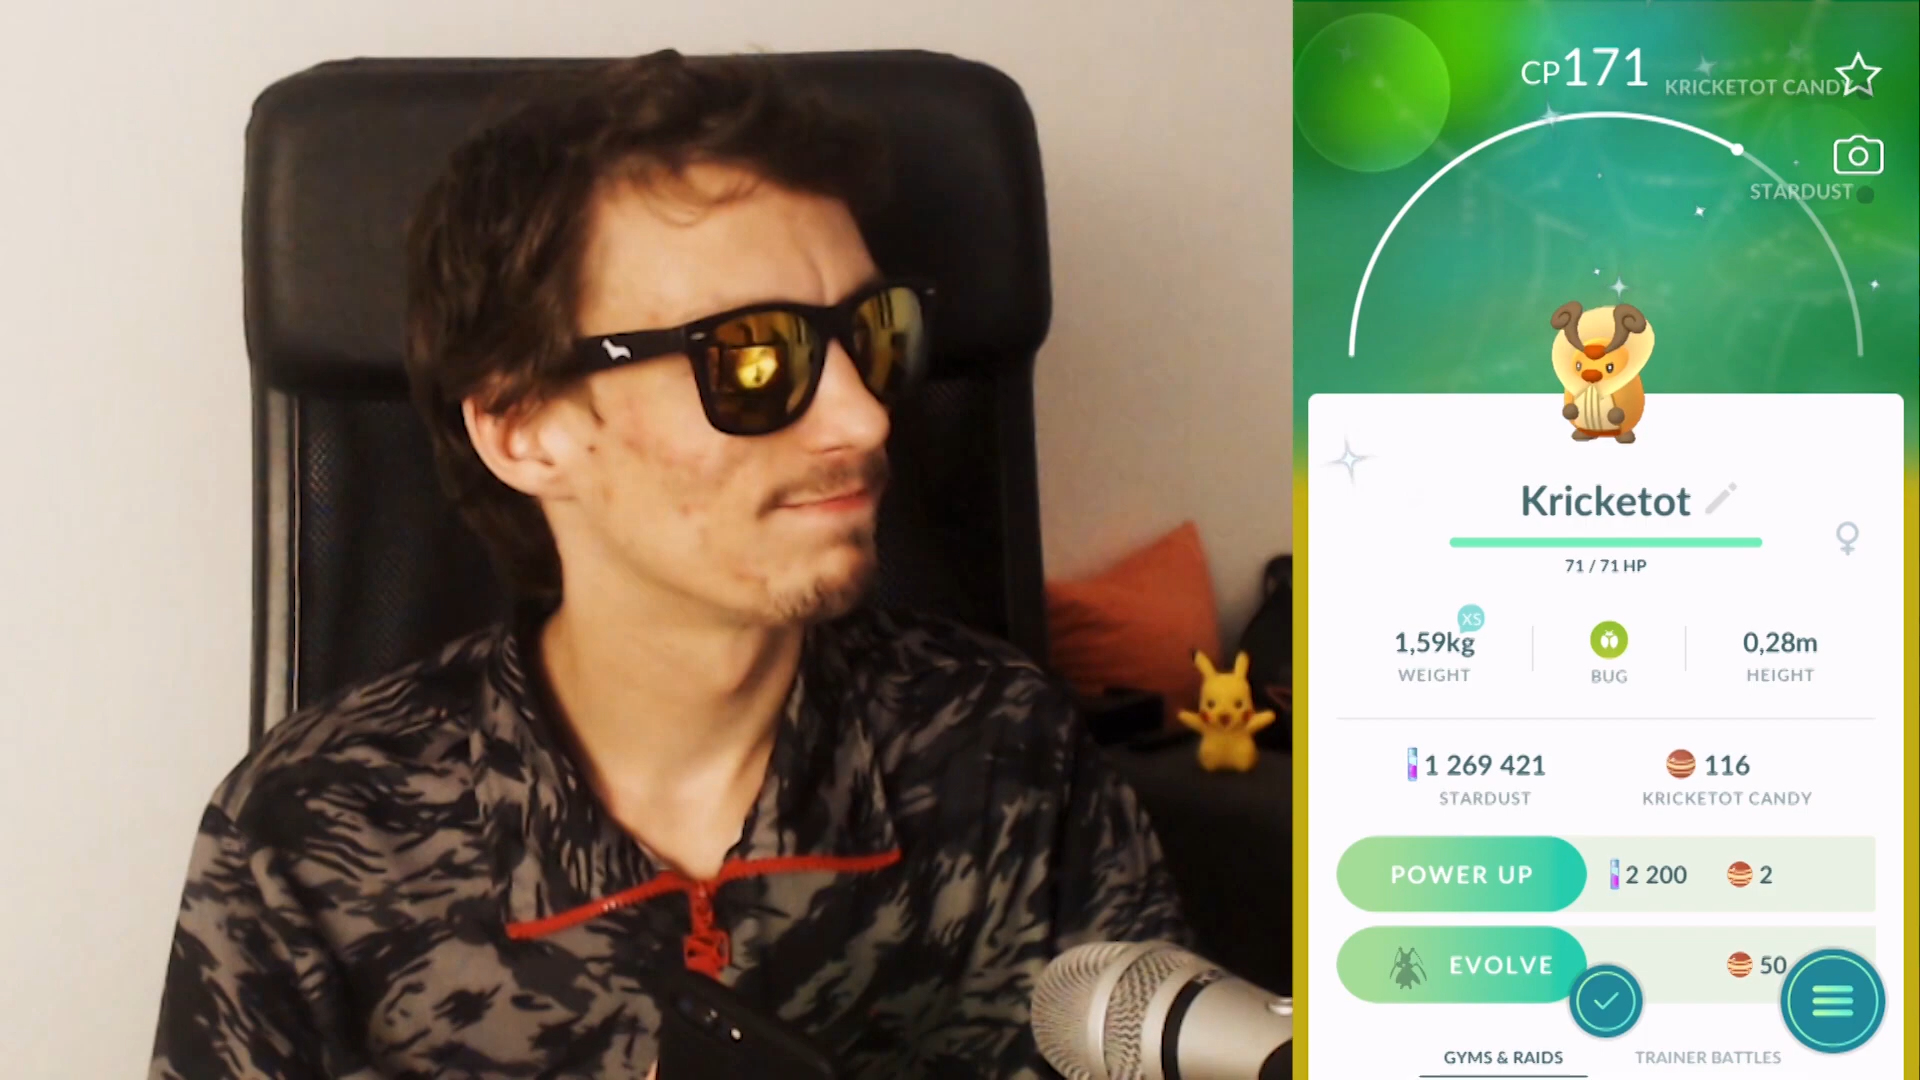 CP171
KRICKETOT CANDY
STARDUST
Kricketot
71 / 71 HP
XS
1,59kg
WEIGHT
BUG
0,28m
HEIGHT
1 269 421
STARDUST
116
KRICKETOT CANDY
POWER UP
2 200
2
EVOLVE
50
GYMS & RAIDS
TRAINER BATTLES